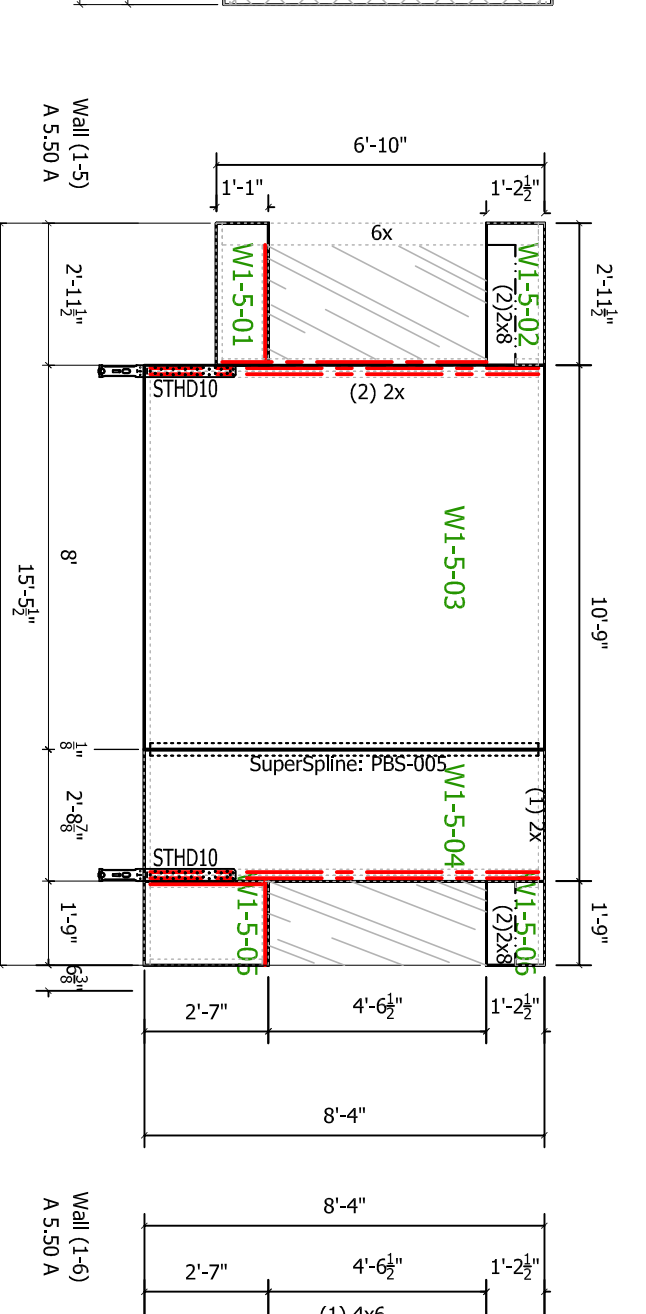 6'-10"
1'-1"
1'-2½"
Wall (1-5)
A 5.50 A
2'-11½"
6x
W1-5-01
(2)2x8
W1-5-02
2'-11½"
STHD10
(2) 2x
8'
15'-5½"
W1-5-03
10'-9"
⅛"
SuperSpline: PBS-005
2'-8⅞"
W1-5-04
(1) 2x
STHD10
1'-9"
W1-5-05
(2)2x8
W1-5-06
1'-9"
6⅜"
2'-7"
4'-6½"
1'-2½"
8'-4"
Wall (1-6)
A 5.50 A
8'-4"
2'-7"
4'-6½"
1'-2½"
(1) 4x6